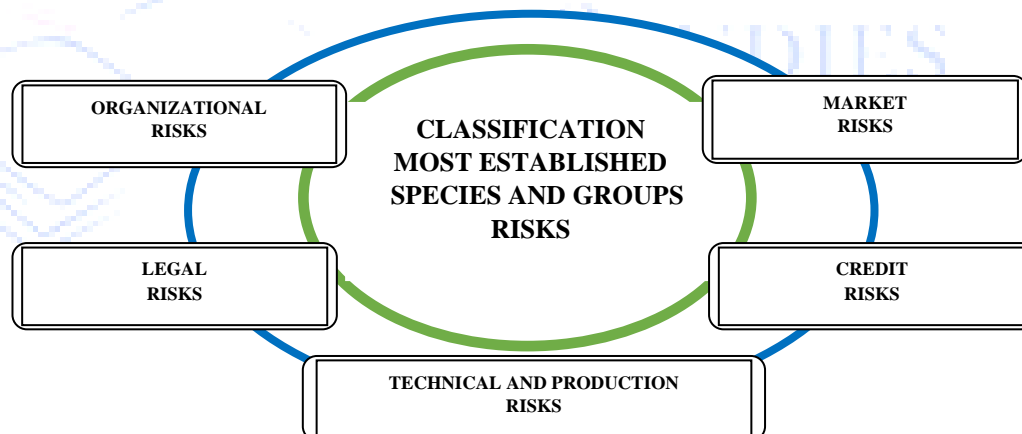 ORGANIZATIONAL
RISKS
MARKET
RISKS
CLASSIFICATION
MOST ESTABLISHED
SPECIES AND GROUPS
RISKS
LEGAL
RISKS
CREDIT
RISKS
TECHNICAL AND PRODUCTION
RISKS